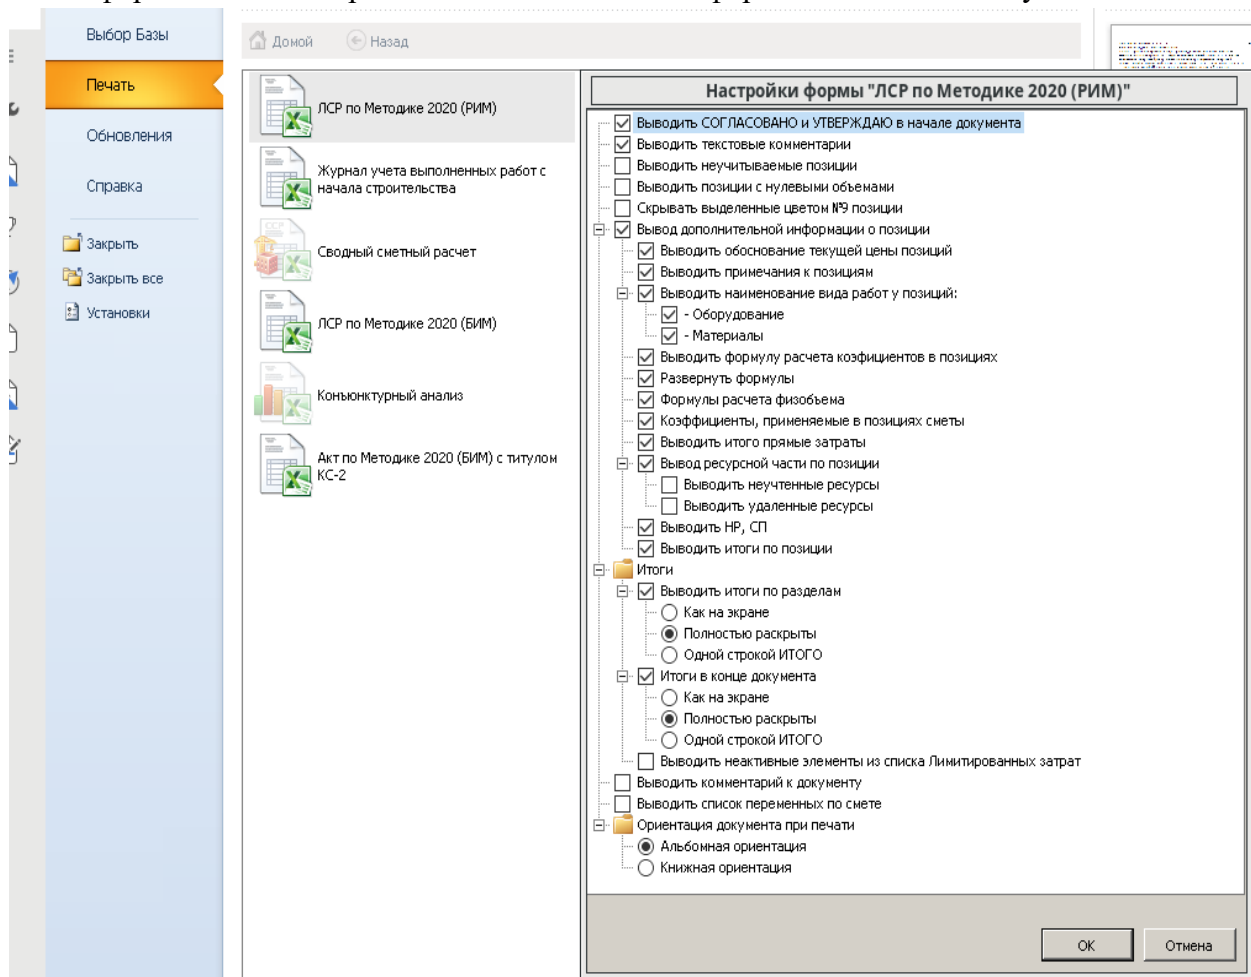 Выбор Базы
Печать
Обновления
Справка
Закрыть
Закрыть все
Установки
Домой
Назад
ЛСР по Методике 2020 (РИМ)
Журнал учета выполненных работ с
начала строительства
Сводный сметный расчет
ЛСР по Методике 2020 (БИМ)
Конъюнктурный анализ
Акт по Методике 2020 (БИМ) с титулом
КС-2
Настройки формы "ЛСР по Методике 2020 (РИМ)"
Выводить СОГЛАСОВАНО и УТВЕРЖДАЮ в начале документа
Выводить текстовые комментарии
Выводить неучитываемые позиции
Выводить позиции с нулевыми объемами
Скрывать выделенные цветом №9 позиции
Вывод дополнительной информации о позиции
Выводить обоснование текущей цены позиций
Выводить примечания к позициям
Выводить наименование вида работ у позиций:
- Оборудование
- Материалы
Выводить формулу расчета коэфициентов в позициях
Развернуть формулы
Формулы расчета физобъема
Коэффициенты, применяемые в позициях сметы
Выводить итого прямые затраты
Вывод ресурсной части по позиции
Выводить неучтенные ресурсы
Выводить удаленные ресурсы
Выводить НР, СП
Выводить итоги по позиции
Итоги
Выводить итоги по разделам
Как на экране
Полностью раскрыты
Одной строкой ИТОГО
Итоги в конце документа
Как на экране
Полностью раскрыты
Одной строкой ИТОГО
Выводить неактивные элементы из списка Лимитированных затрат
Выводить комментарий к документу
Выводить список переменных по смете
Ориентация документа при печати
Альбомная ориентация
Книжная ориентация
ОК
Отмена